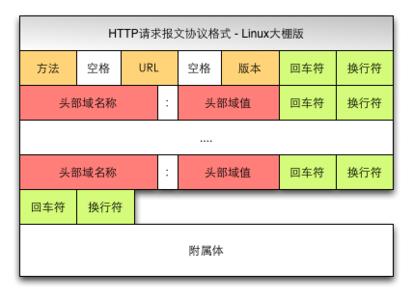 HTTP请求报文协议格式 - Linux大棚版
方法 空格 URL 空格 版本 回车符 换行符
头部域名称 : 头部域值 回车符 换行符
....
头部域名称 : 头部域值 回车符 换行符
回车符 换行符
附属体